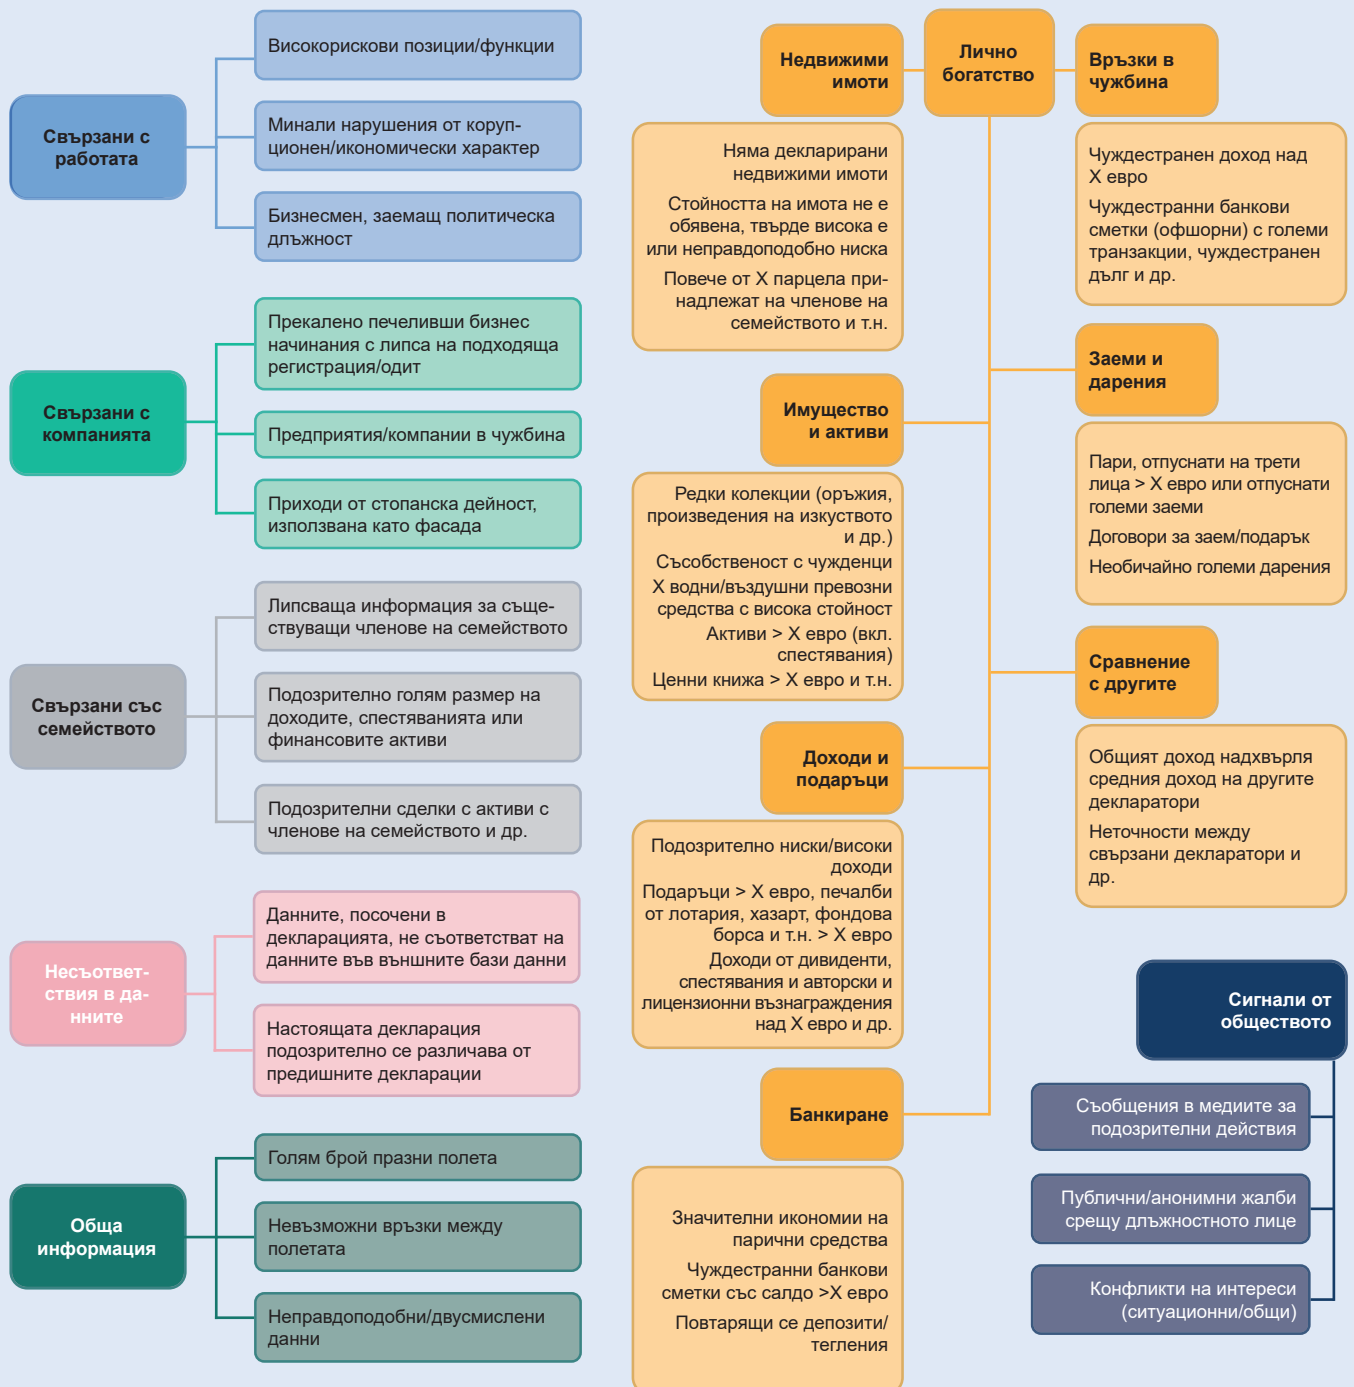 Свързани с
работата
Високорискови позиции/функции
Минали нарушения от коруп-
ционен/икономически характер
Бизнесмен, заемащ политическа
длъжност
Свързани с
компанията
Прекалено печеливши бизнес
начинания с липса на подходяща
регистрация/одит
Предприятия/компании в чужбина
Приходи от стопанска дейност,
използвана като фасада
Свързани със
семейството
Липсваща информация за съще-
ствуващи членове на семейството
Подозрително голям размер на
доходите, спестяванията или
финансовите активи
Подозрителни сделки с активи с
членове на семейството и др.
Несъответ-
ствия в да-
нните
Данните, посочени в
декларацията, не съответстват на
данните във външните бази данни
Настоящата декларация
подозрително се различава от
предишните декларации
Обща
информация
Голям брой празни полета
Невъзможни връзки между
полетата
Неправдоподобни/двусмислени
данни
Лично
богатство
Недвижими
имоти
Няма декларирани
недвижими имоти
Стойността на имота не е
обявена, твърде висока е
или неправдоподобно ниска
Повече от X парцела при-
надлежат на членове на
семейството и т.н.
Имущество
и активи
Редки колекции (оръжия,
произведения на изкуството
и др.)
Съсобственост с чужденци
X водни/въздушни превозни
средства с висока стойност
Активи > X евро (вкл.
спестявания)
Ценни книжа > X евро и т.н.
Доходи и
подаръци
Подозрително ниски/високи
доходи
Подаръци > X евро, печалби
от лотария, хазарт, фондова
борса и т.н. > X евро
Доходи от дивиденти,
спестявания и авторски и
лицензионни възнаграждения
над X евро и др.
Банкиране
Значителни икономии на
парични средства
Чуждестранни банкови
сметки със салдо >X евро
Повтарящи се депозити/
тегления
Връзки в
чужбина
Чуждестранен доход над
X евро
Чуждестранни банкови
сметки (офшорни) с големи
транзакции, чуждестранен
дълг и др.
Заеми и
дарения
Пари, отпуснати на трети
лица > X евро или отпуснати
големи заеми
Договори за заем/подарък
Необичайно големи дарения
Сравнение
с другите
Общият доход надхвърля
средния доход на другите
декларатори
Неточности между
свързани декларатори и
др.
Сигнали от
обществото
Съобщения в медиите за
подозрителни действия
Публични/анонимни жалби
срещу длъжностното лице
Конфликти на интереси
(ситуационни/общи)